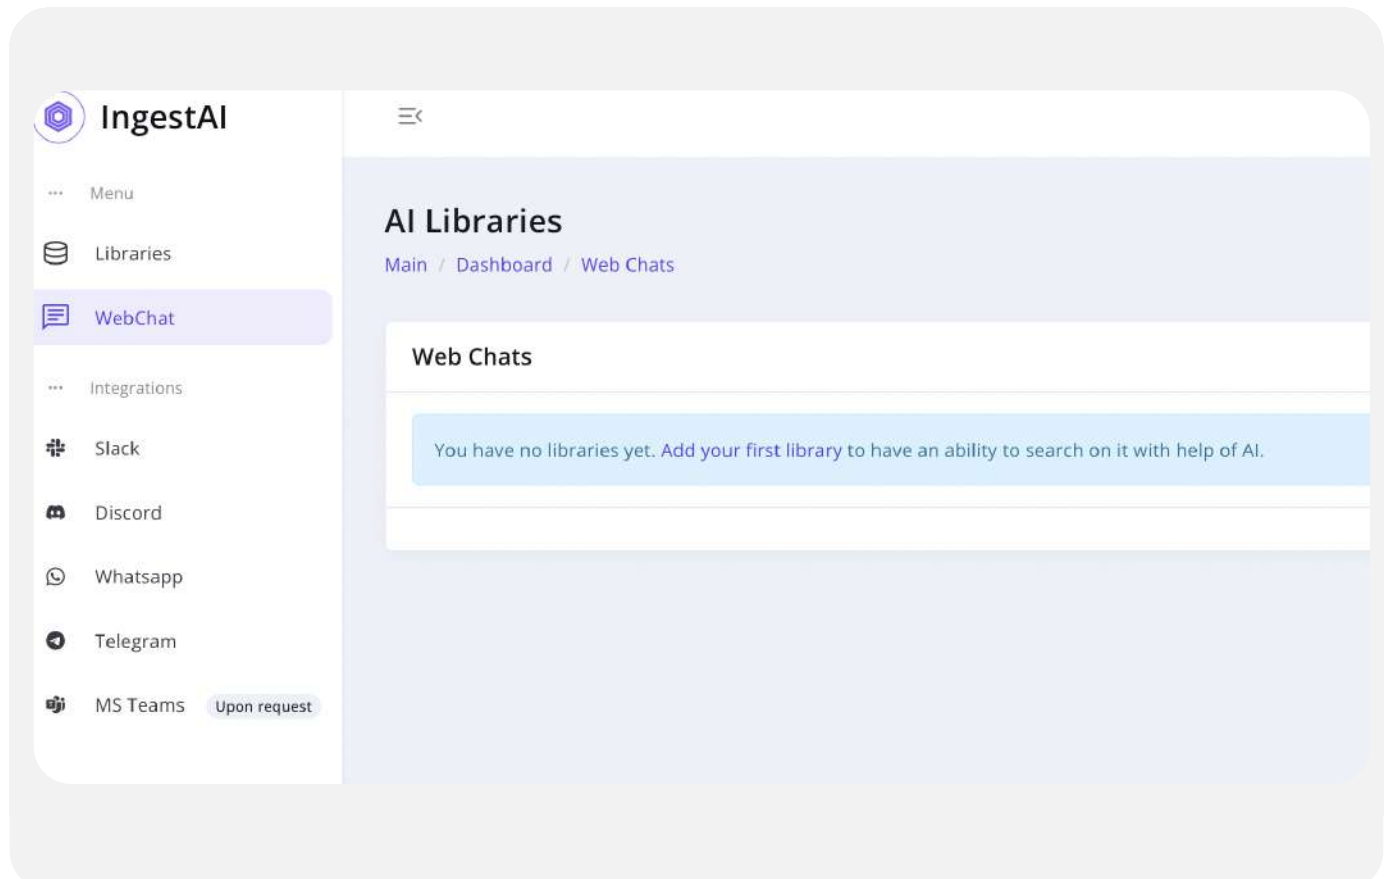 IngestAI
Menu
Libraries
WebChat
Integrations
Slack
Discord
Whatsapp
Telegram
MS Teams Upon request
AI Libraries
Main / Dashboard / Web Chats
Web Chats
You have no libraries yet. Add your first library to have an ability to search on it with help of AI.